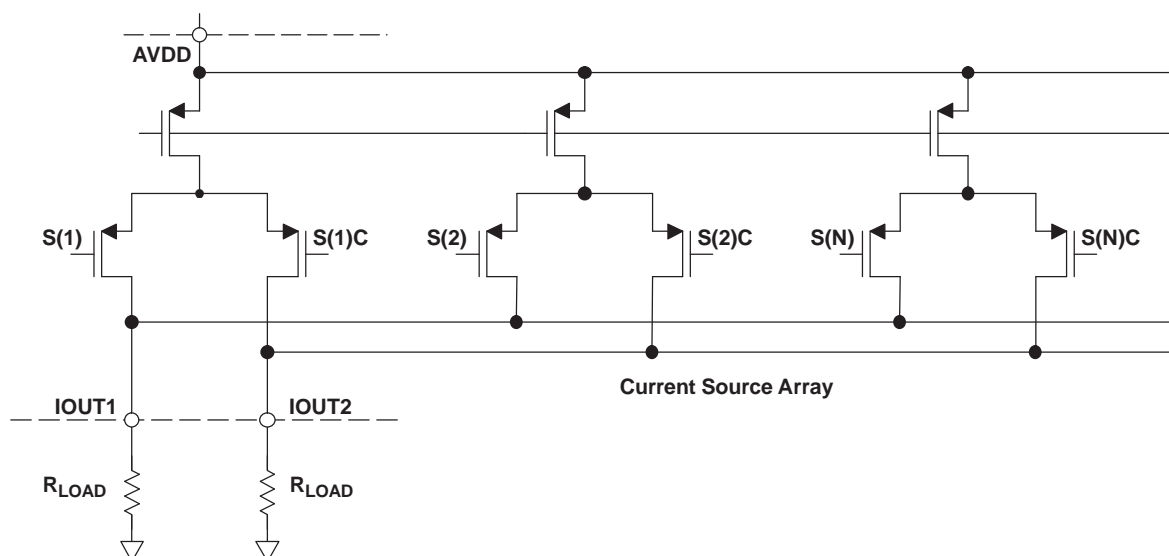 AVDD
S(1)
S(1)C
S(2)
S(2)C
S(N)
S(N)C
Current Source Array
IOUT1
IOUT2
RLOAD
RLOAD